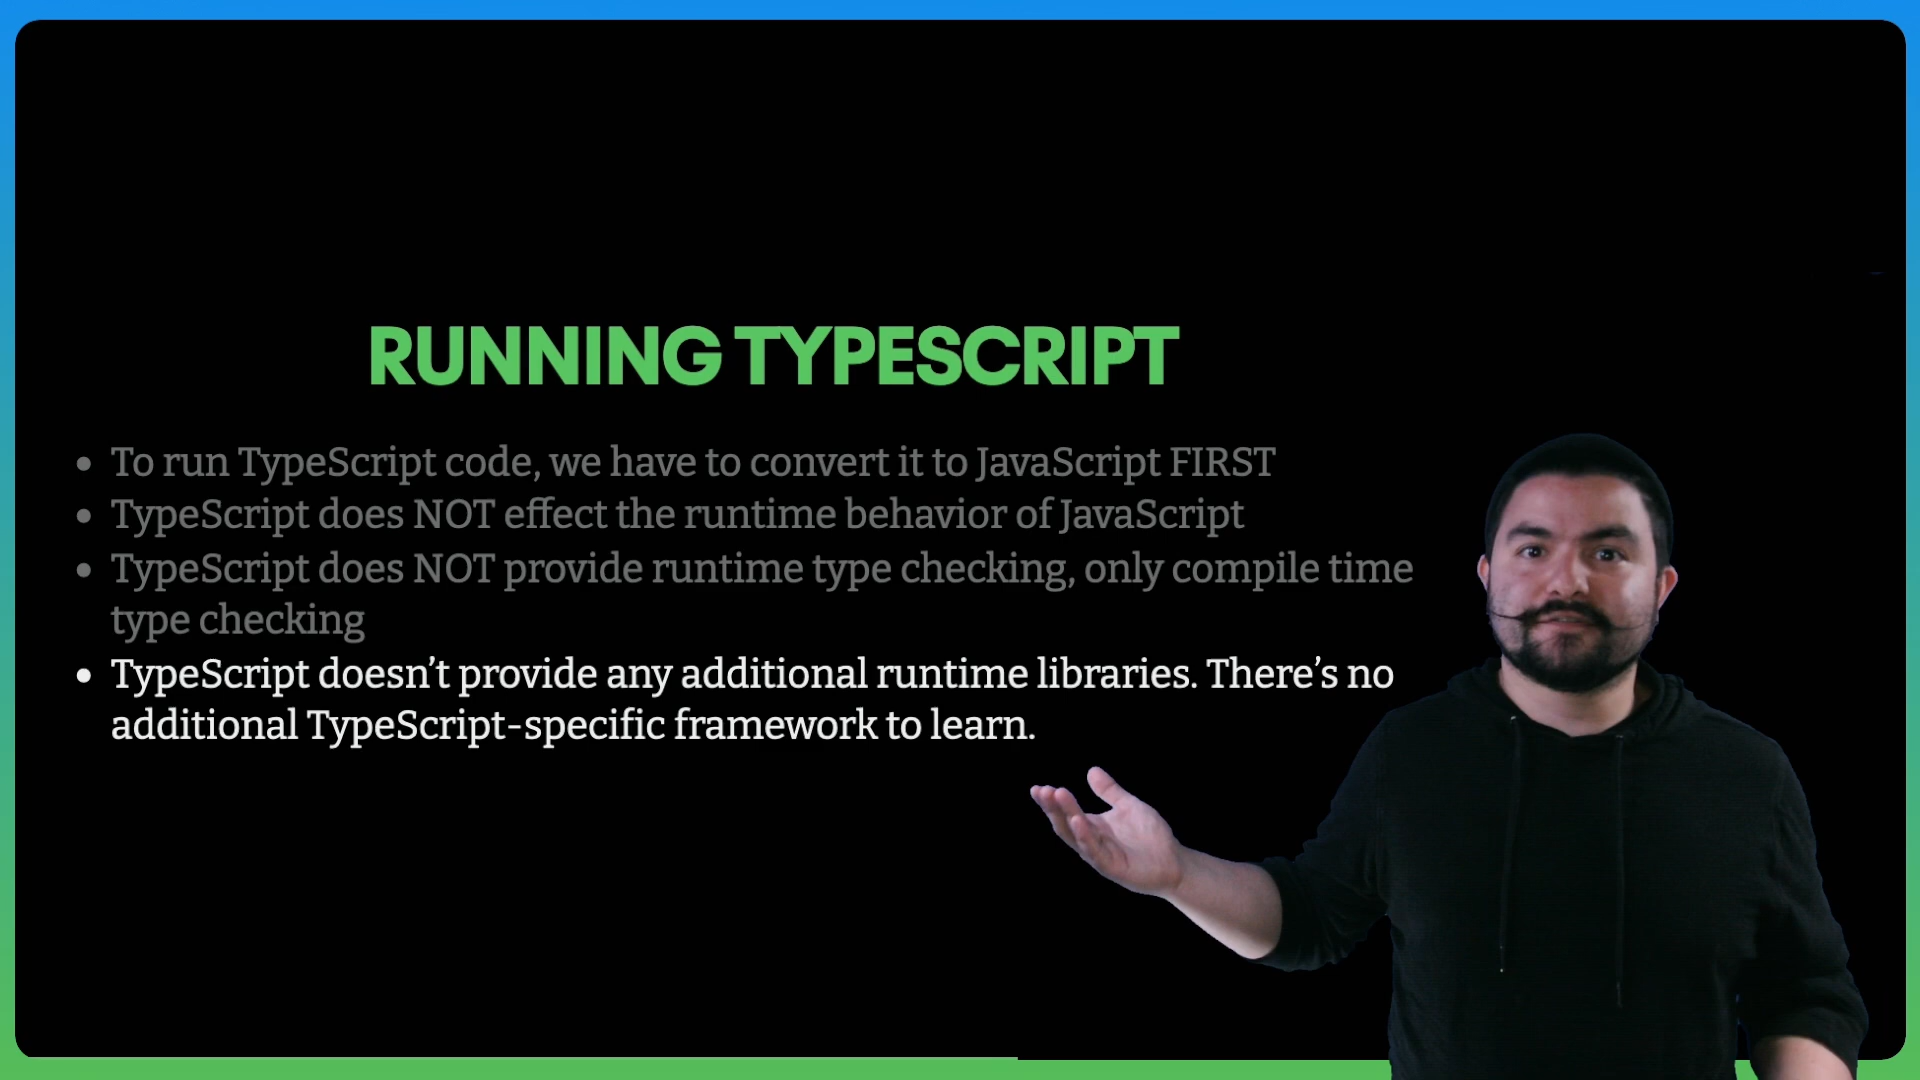 RUNNING TYPESCRIPT
• To run TypeScript code, we have to convert it to JavaScript FIRST
• TypeScript does NOT effect the runtime behavior of JavaScript
• TypeScript does NOT provide runtime type checking, only compile time
type checking
• TypeScript doesn’t provide any additional runtime libraries. There’s no
additional TypeScript-specific framework to learn.